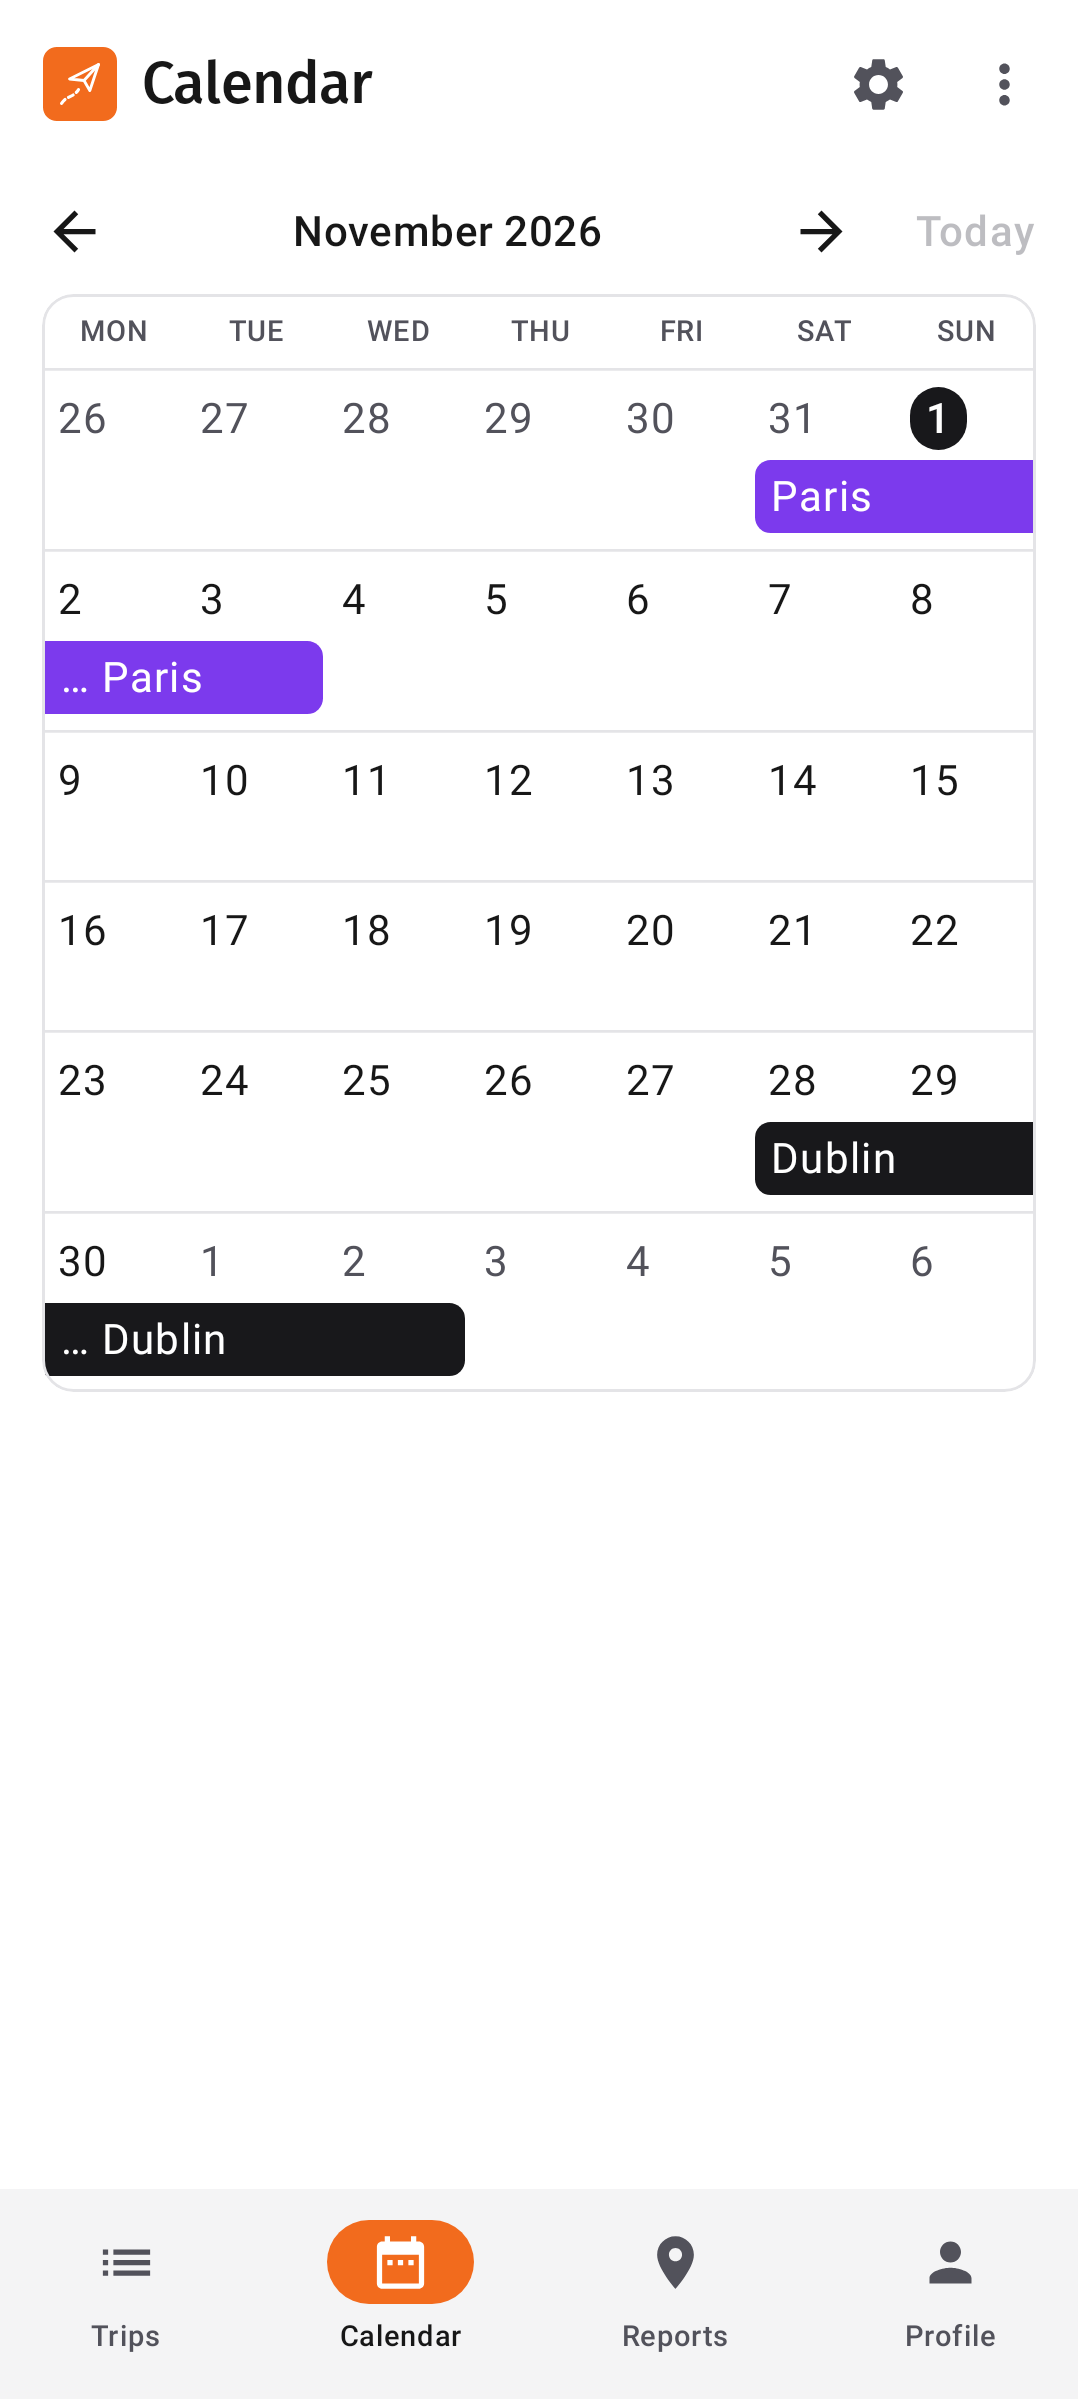 Calendar
November 2026 Today
MON TUE WED THU FRI SAT SUN
26 27 28 29 30 31 1
Paris
2 3 4 5 6 7 8
... Paris
9 10 11 12 13 14 15
16 17 18 19 20 21 22
23 24 25 26 27 28 29
Dublin
30 1 2 3 4 5 6
... Dublin
Trips Calendar Reports Profile